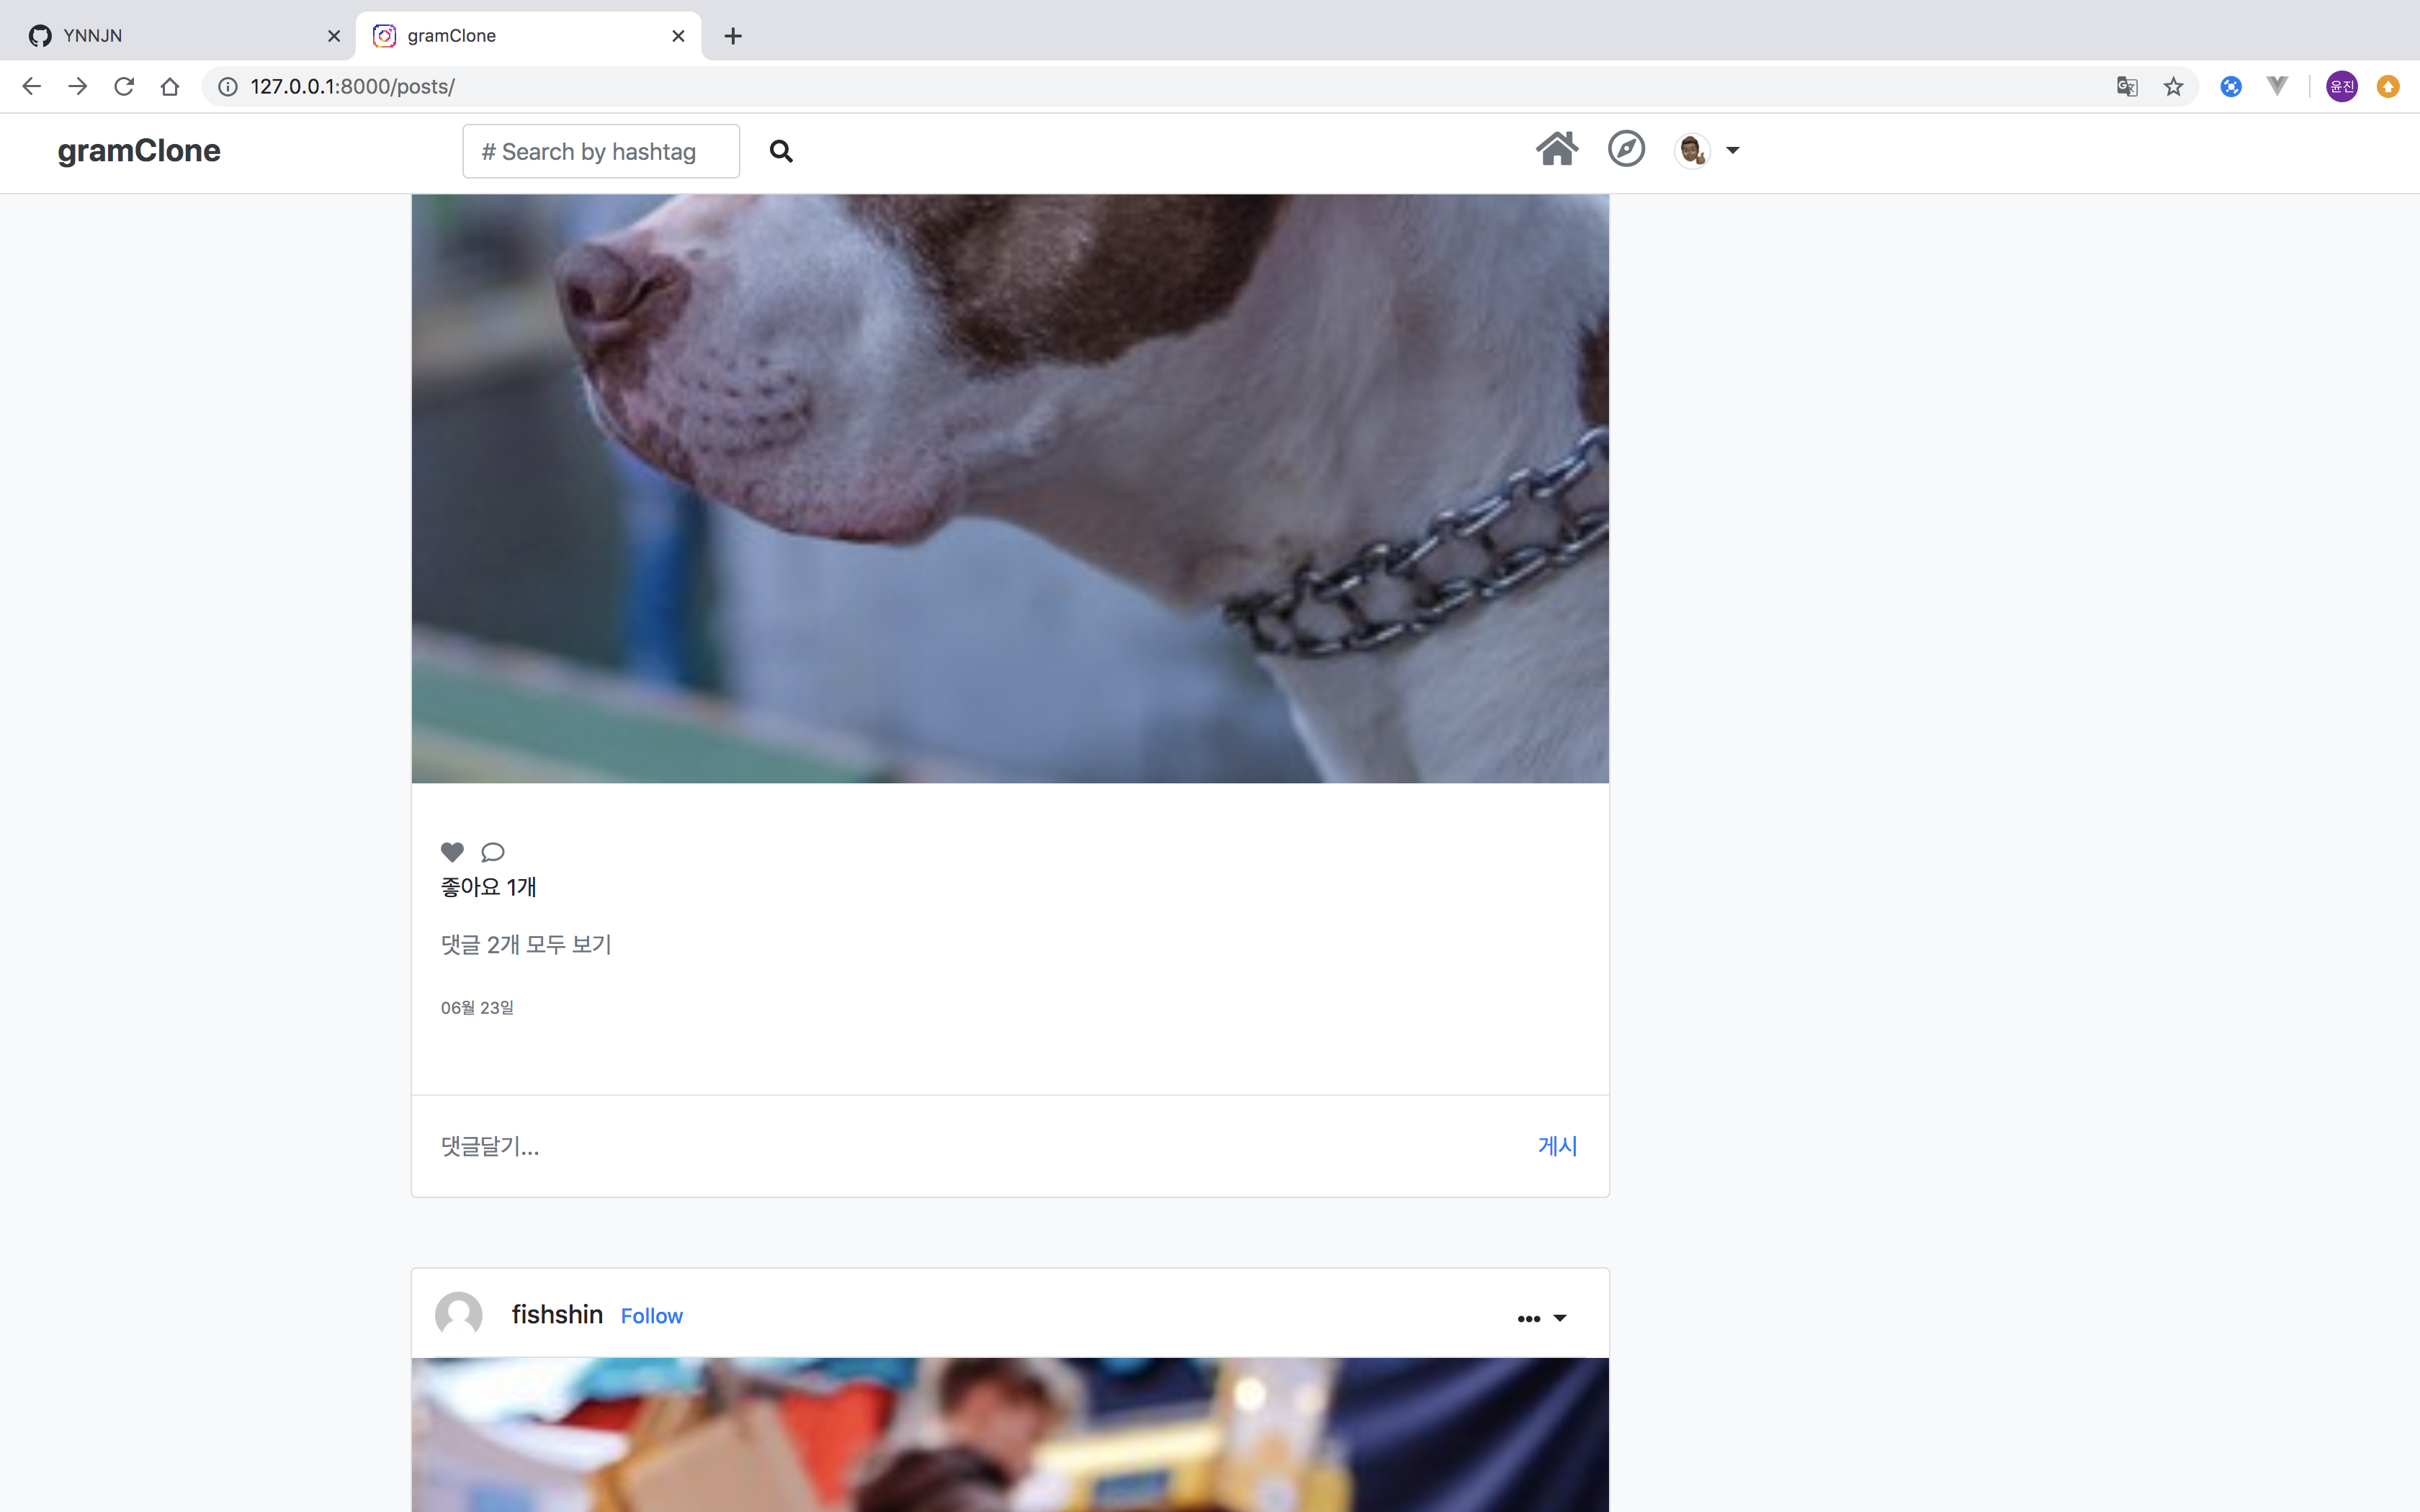 YNNJN
gramClone
127.0.0.1:8000/posts/
윤진
gramClone
# Search by hashtag
좋아요 1개
댓글 2개 모두 보기
06월 23일
댓글달기...
게시
fishshin Follow